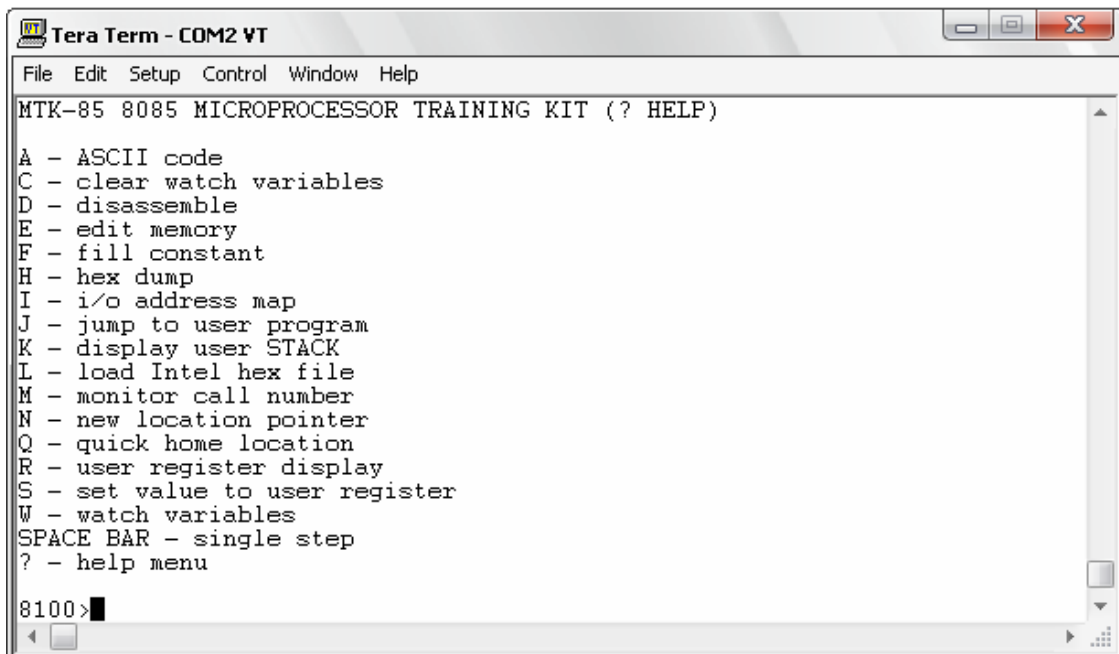 Tera Term - COM2 VT
File Edit Setup Control Window Help
MTK-85 8085 MICROPROCESSOR TRAINING KIT (? HELP)
A - ASCII code
C - clear watch variables
D - disassemble
E - edit memory
F - fill constant
H - hex dump
I - i/o address map
J - jump to user program
K - display user STACK
L - load Intel hex file
M - monitor call number
N - new location pointer
Q - quick home location
R - user register display
S - set value to user register
W - watch variables
SPACE BAR - single step
? - help menu
8100>